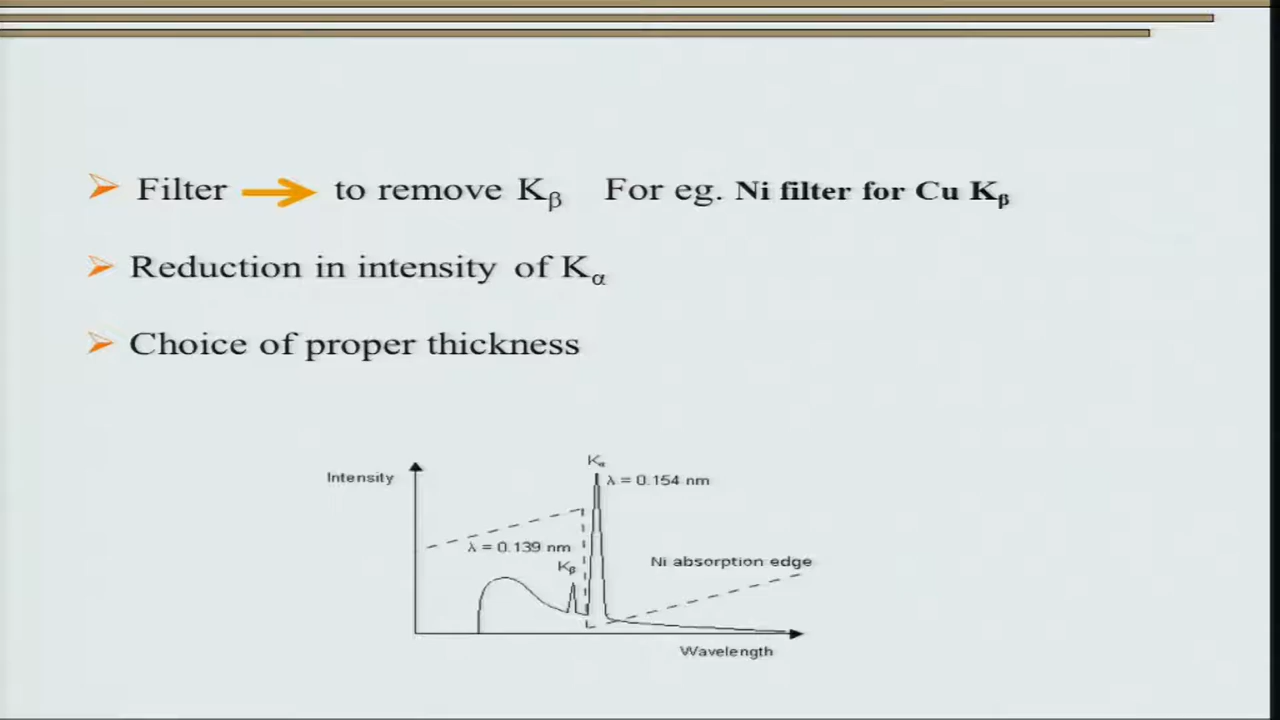 Filter to remove Kβ For eg. Ni filter for Cu Kβ
Reduction in intensity of Kα
Choice of proper thickness
Kα
Intensity
λ = 0.154 nm
λ = 0.139 nm
Kβ
Ni absorption edge
Wavelength